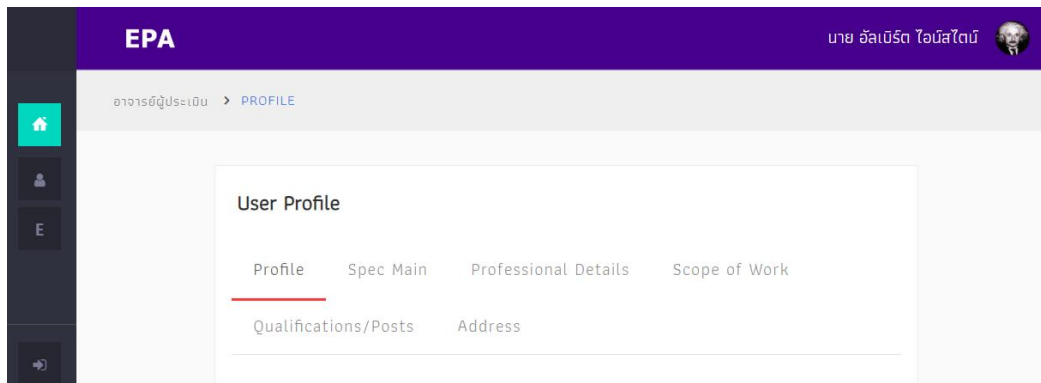 EPA
นาย อัลเบิร์ต ไอน์สไตน์
อาจารย์ผู้ประเมิน > PROFILE
E
User Profile
Profile Spec Main Professional Details Scope of Work
Qualifications/Posts Address